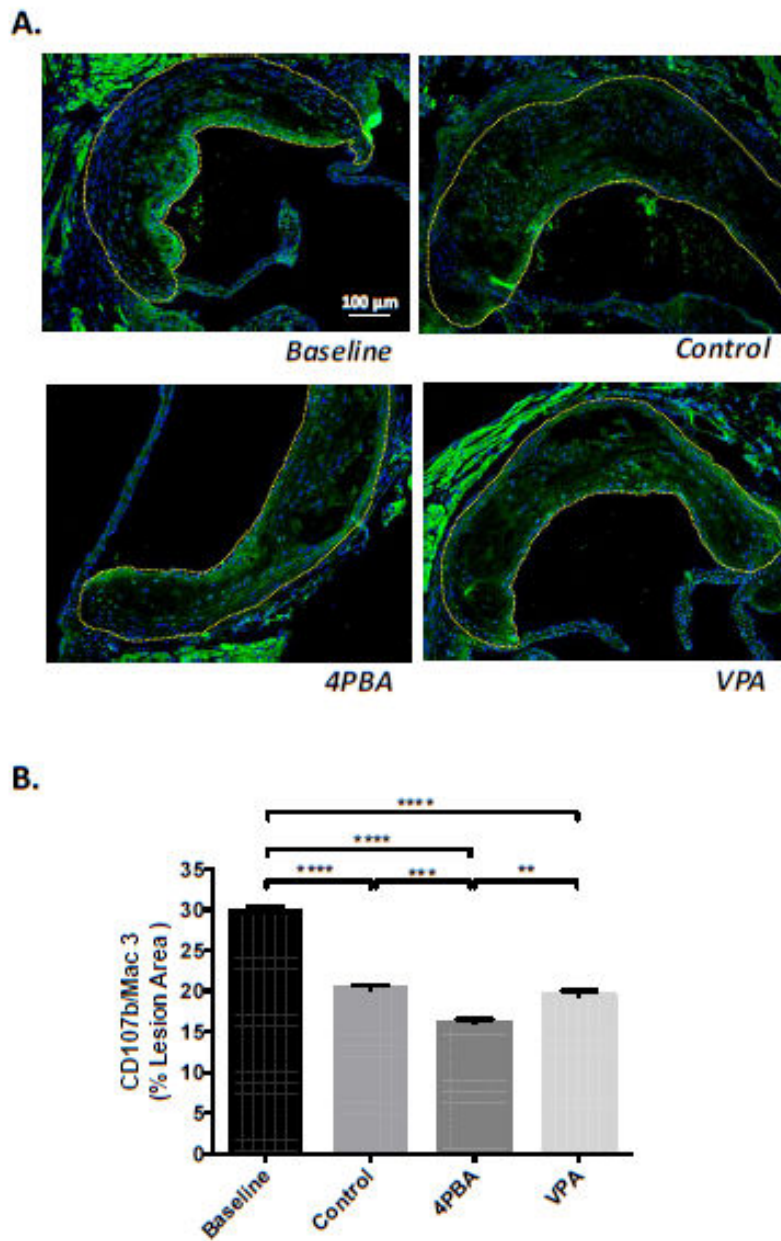 A.
100 µm
Baseline
Control
4PBA
VPA
B.
****
****
**** *** **
35
30
25
20
15
10
5
0
CD107b/Mac 3
(% Lesion Area )
Baseline
Control
4PBA
VPA